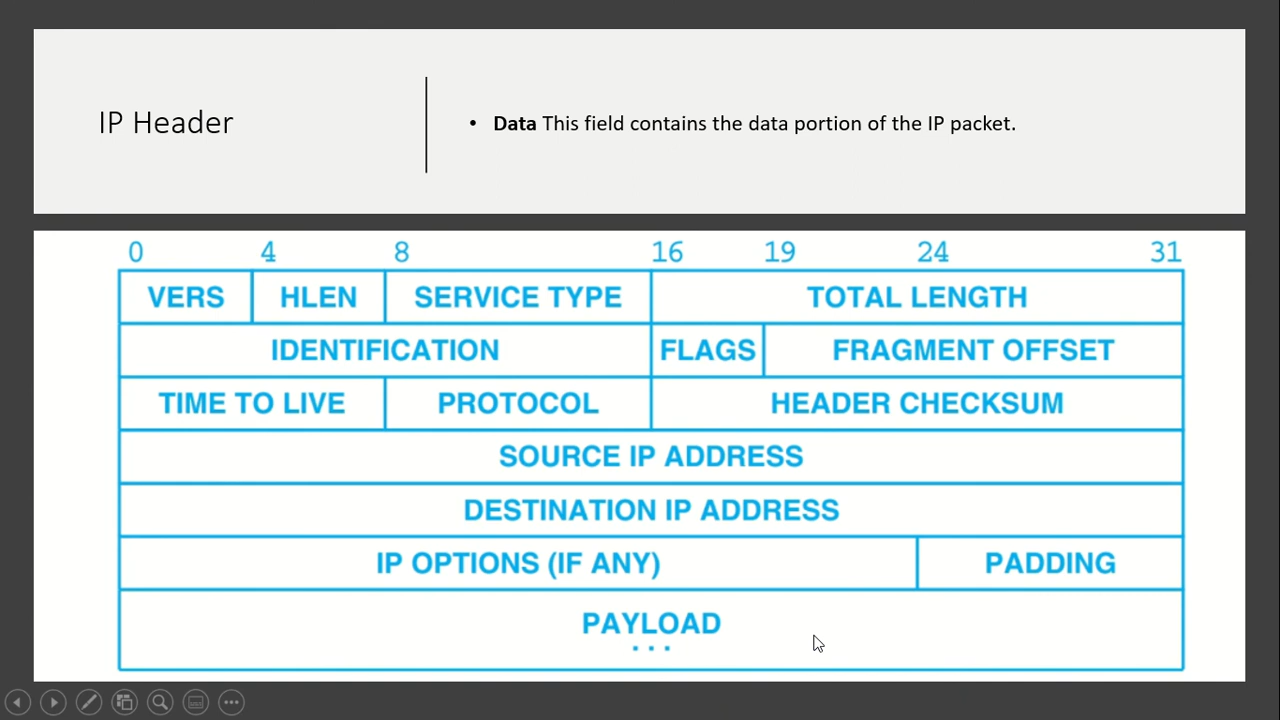 IP Header
• Data This field contains the data portion of the IP packet.
0 4 8 16 19 24 31
VERS HLEN SERVICE TYPE TOTAL LENGTH
IDENTIFICATION FLAGS FRAGMENT OFFSET
TIME TO LIVE PROTOCOL HEADER CHECKSUM
SOURCE IP ADDRESS
DESTINATION IP ADDRESS
IP OPTIONS (IF ANY) PADDING
PAYLOAD
...